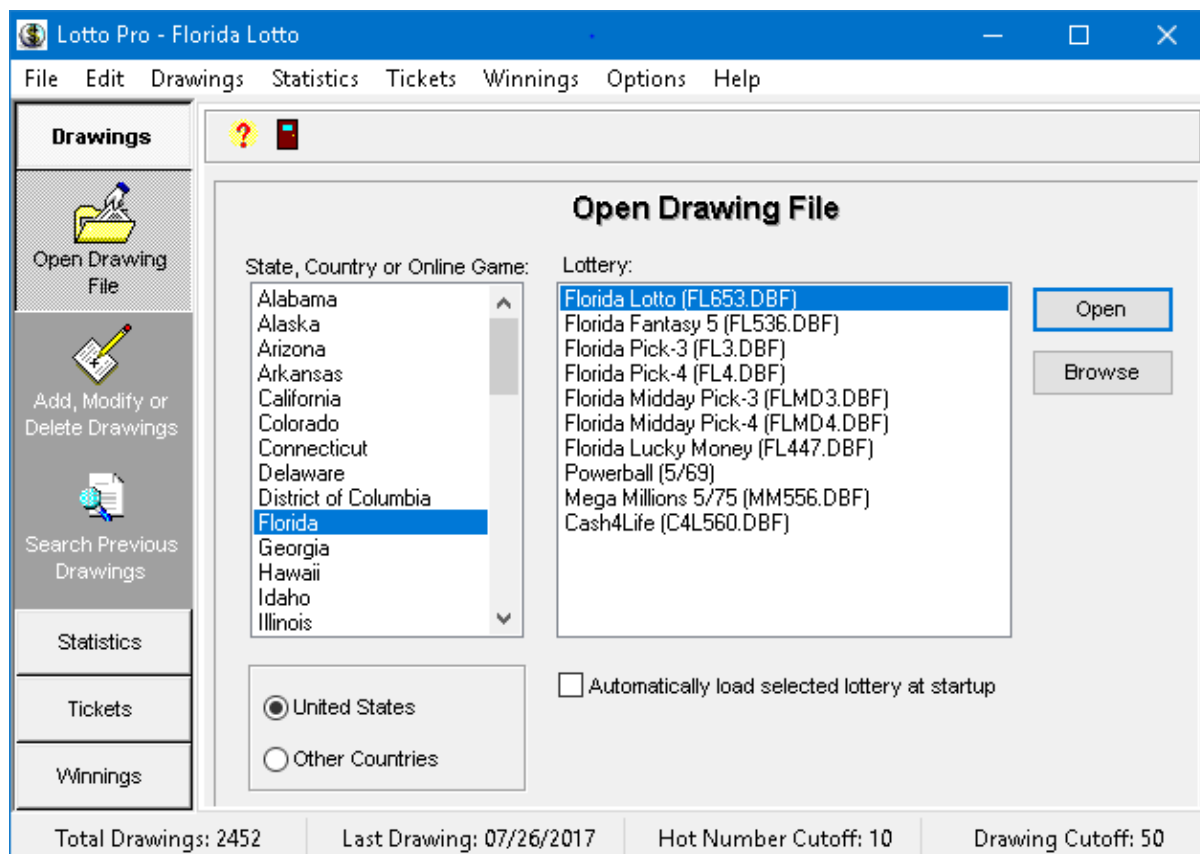 Lotto Pro - Florida Lotto
File Edit Drawings Statistics Tickets Winnings Options Help
Drawings
Open Drawing
File
Add, Modify or
Delete Drawings
Search Previous
Drawings
Statistics
Tickets
Winnings
Open Drawing File
State, Country or Online Game:
Alabama
Alaska
Arizona
Arkansas
California
Colorado
Connecticut
Delaware
District of Columbia
Florida
Georgia
Hawaii
Idaho
Illinois
United States
Other Countries
Lottery:
Florida Lotto (FL653.DBF)
Florida Fantasy 5 (FL536.DBF)
Florida Pick-3 (FL3.DBF)
Florida Pick-4 (FL4.DBF)
Florida Midday Pick-3 (FLMD3.DBF)
Florida Midday Pick-4 (FLMD4.DBF)
Florida Lucky Money (FL447.DBF)
Powerball (5/69)
Mega Millions 5/75 (MM556.DBF)
Cash4Life (C4L560.DBF)
Automatically load selected lottery at startup
Open
Browse
Total Drawings: 2452 Last Drawing: 07/26/2017 Hot Number Cutoff: 10 Drawing Cutoff: 50